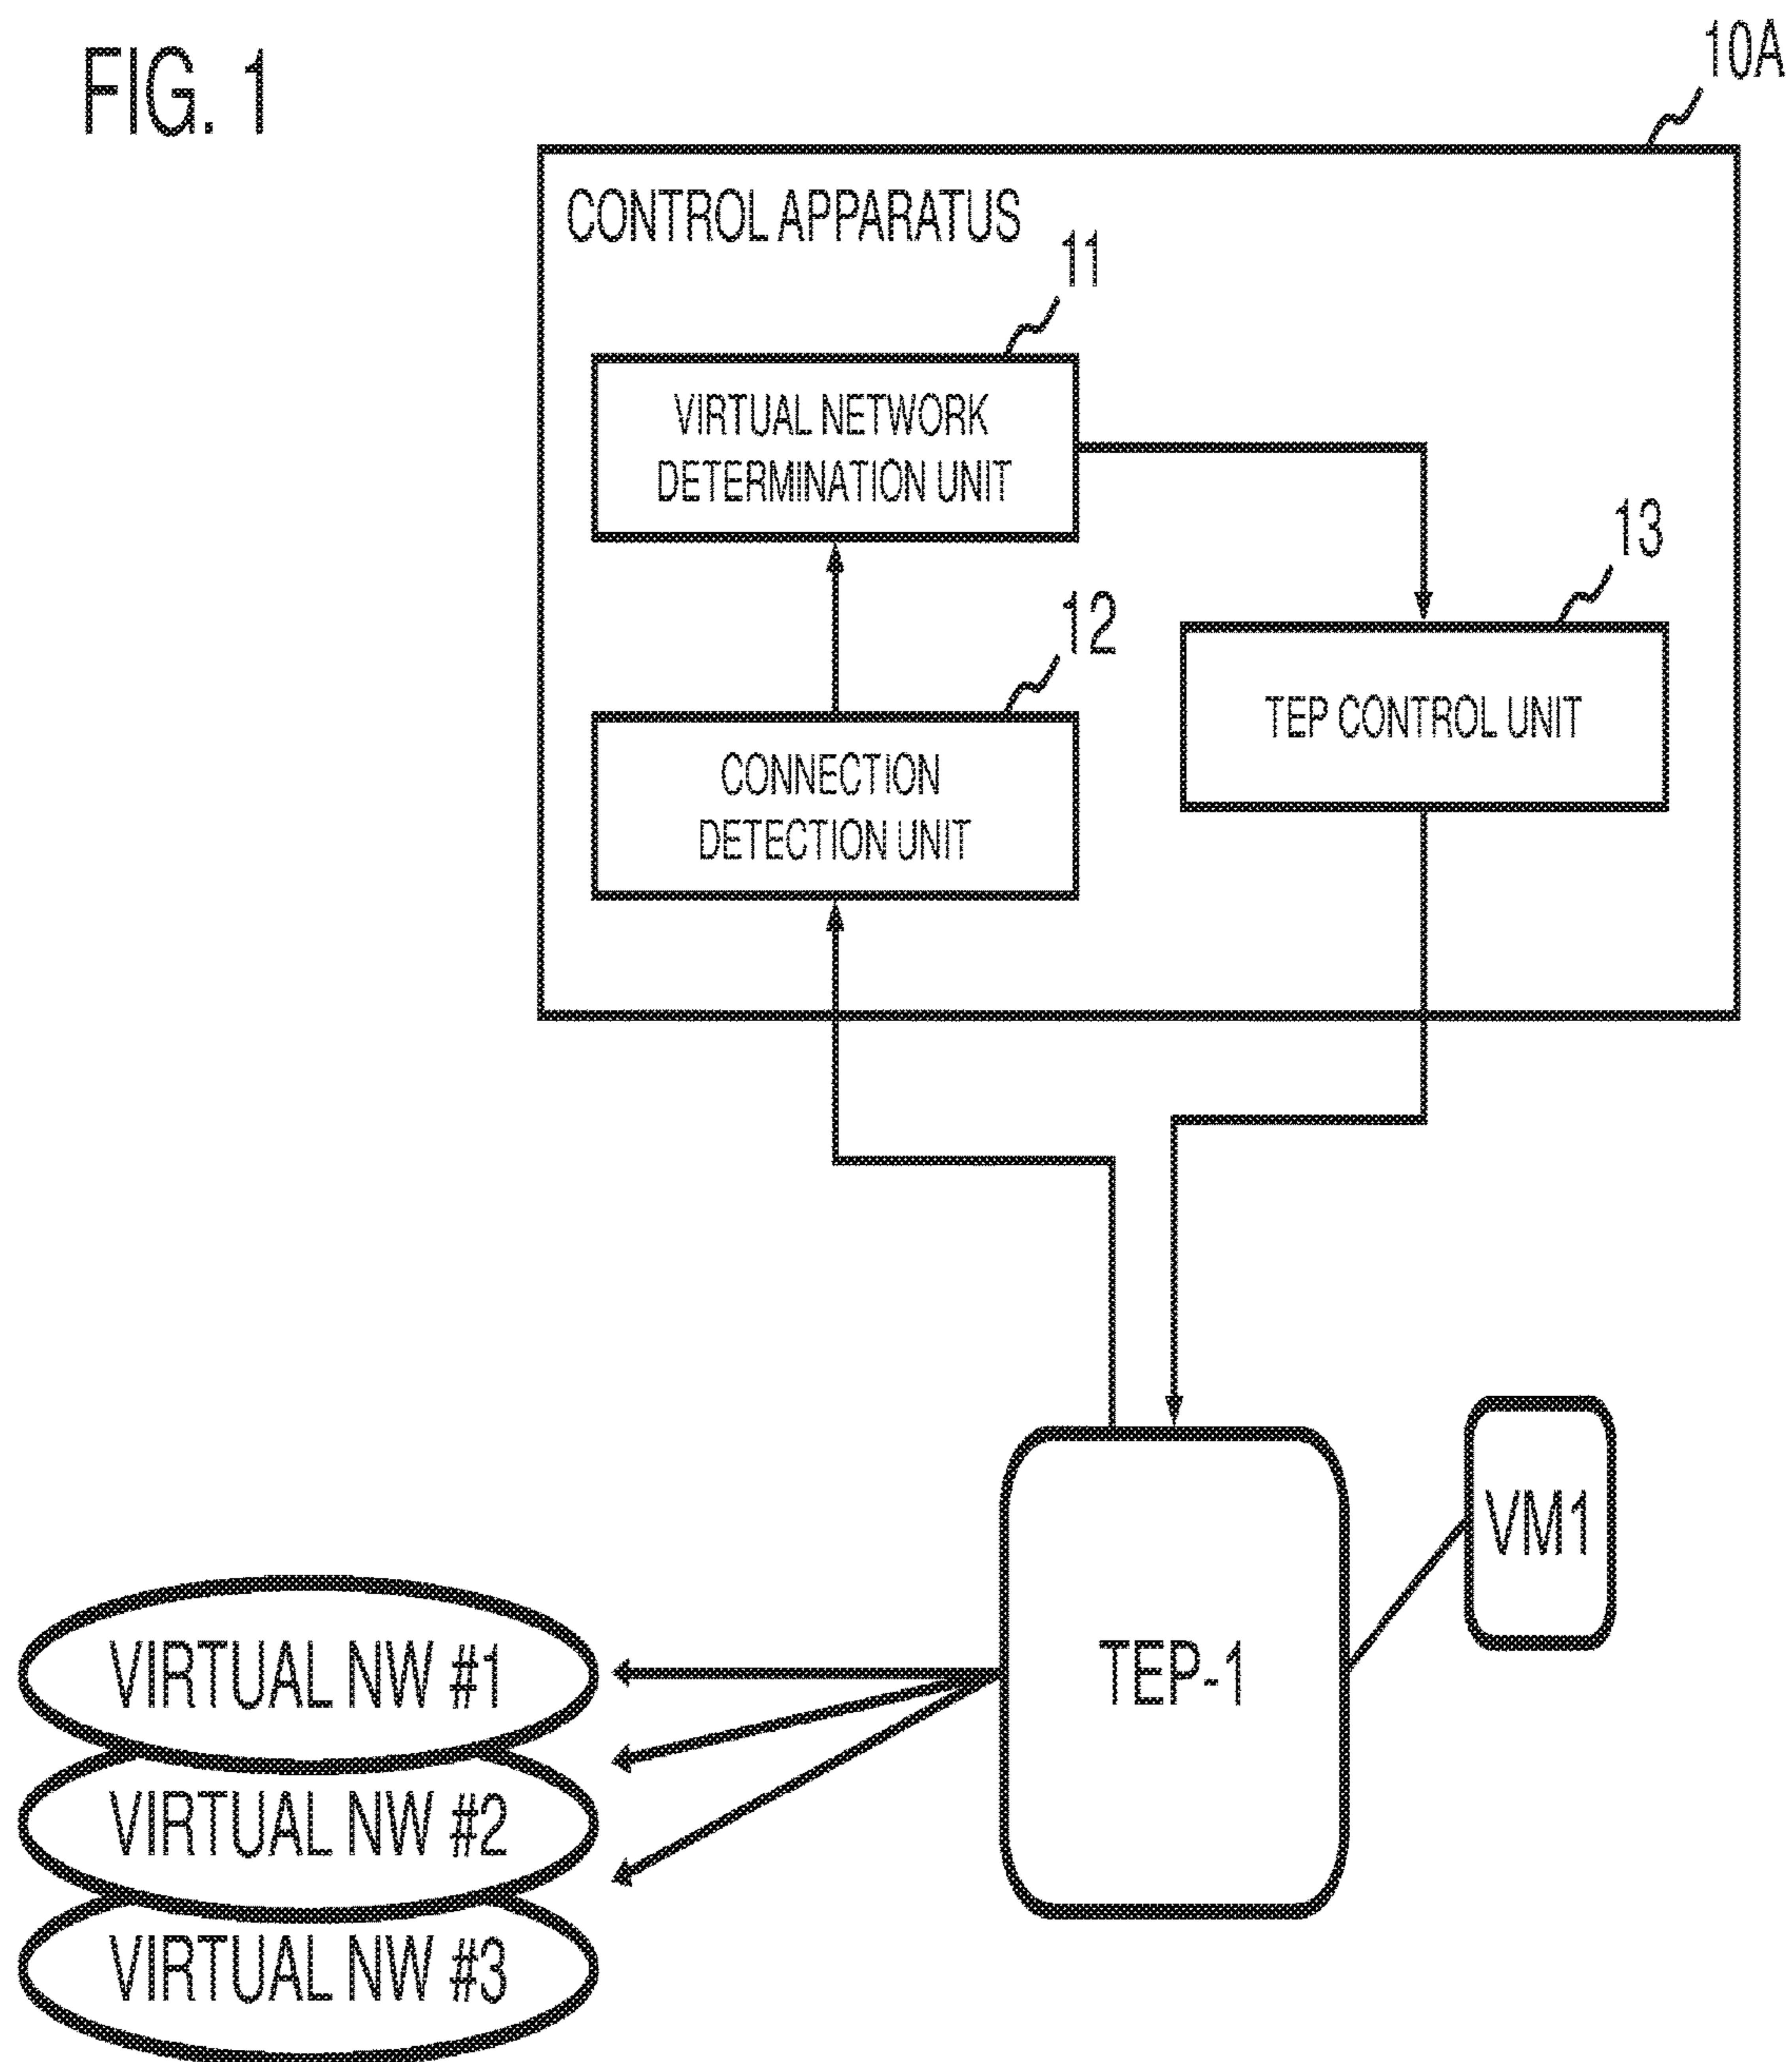 FIG. 1
10A
CONTROL APPARATUS
11
VIRTUAL NETWORK
DETERMINATION UNIT
13
12
TEP CONTROL UNIT
CONNECTION
DETECTION UNIT
VM1
TEP-1
VIRTUAL NW #1
VIRTUAL NW #2
VIRTUAL NW #3